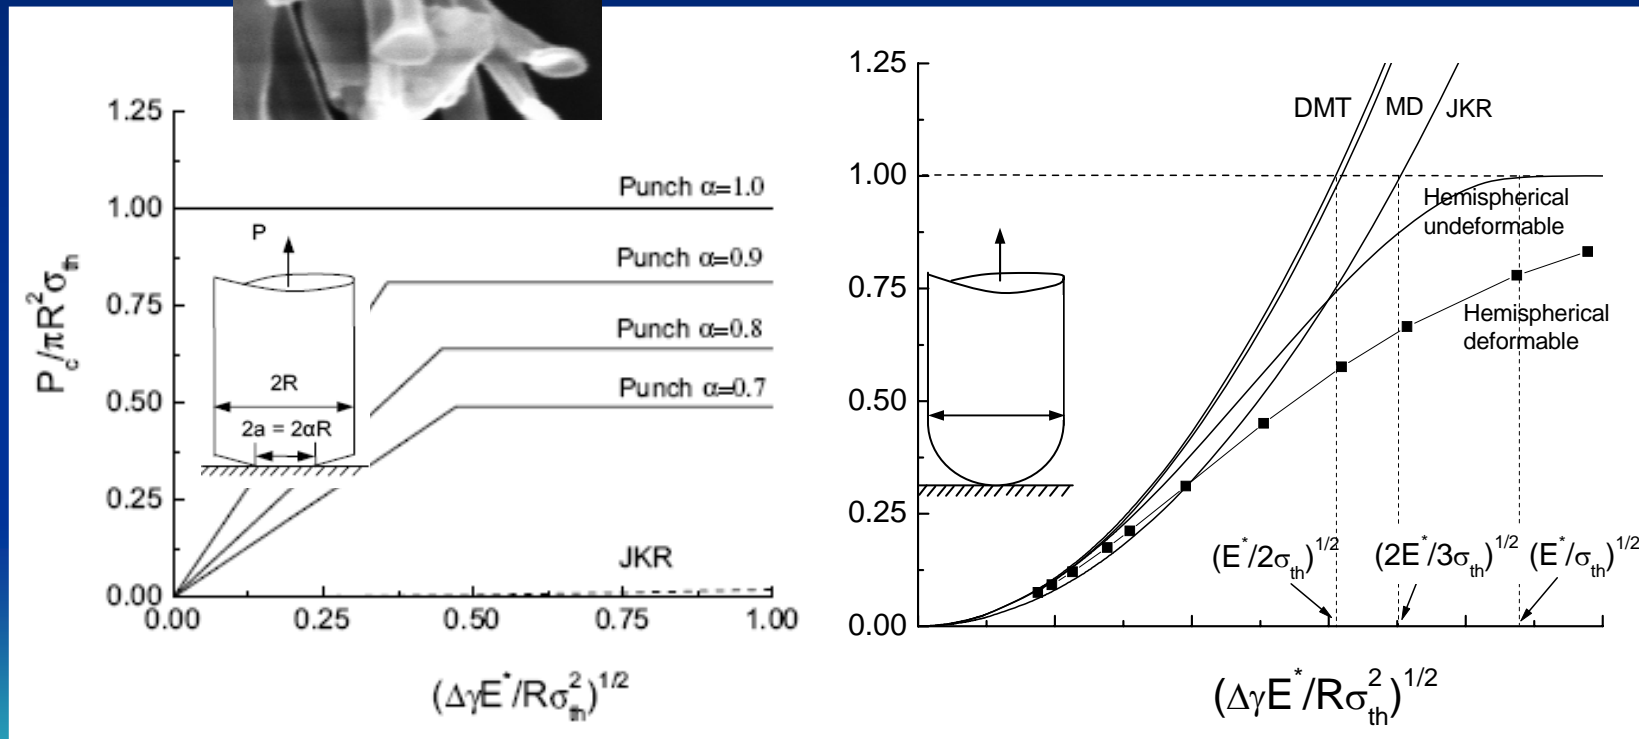 1.25
1.00
0.75
0.50
0.25
0.00
P_c/πR²σ_th
Punch α=1.0
Punch α=0.9
Punch α=0.8
Punch α=0.7
JKR
P
2R
2a = 2αR
0.00 0.25 0.50 0.75 1.00
(ΔγE*/Rσ²_th)^1/2
1.25
1.00
0.75
0.50
0.25
0.00
DMT MD JKR
Hemispherical
undeformable
Hemispherical
deformable
(E*/2σ_th)^1/2 (2E*/3σ_th)^1/2 (E*/σ_th)^1/2
(ΔγE*/Rσ²_th)^1/2